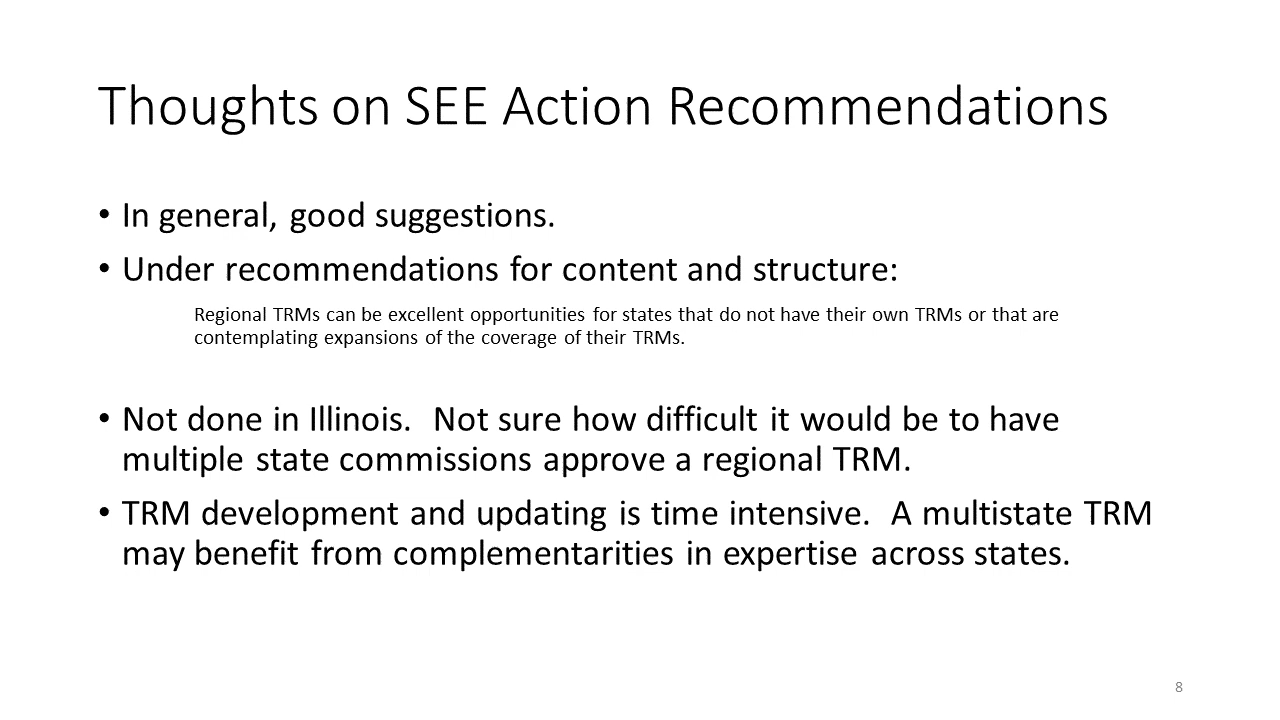 Thoughts on SEE Action Recommendations
• In general, good suggestions.
• Under recommendations for content and structure:
Regional TRMs can be excellent opportunities for states that do not have their own TRMs or that are
contemplating expansions of the coverage of their TRMs.
• Not done in Illinois.  Not sure how difficult it would be to have
multiple state commissions approve a regional TRM.
• TRM development and updating is time intensive.  A multistate TRM
may benefit from complementarities in expertise across states.
8